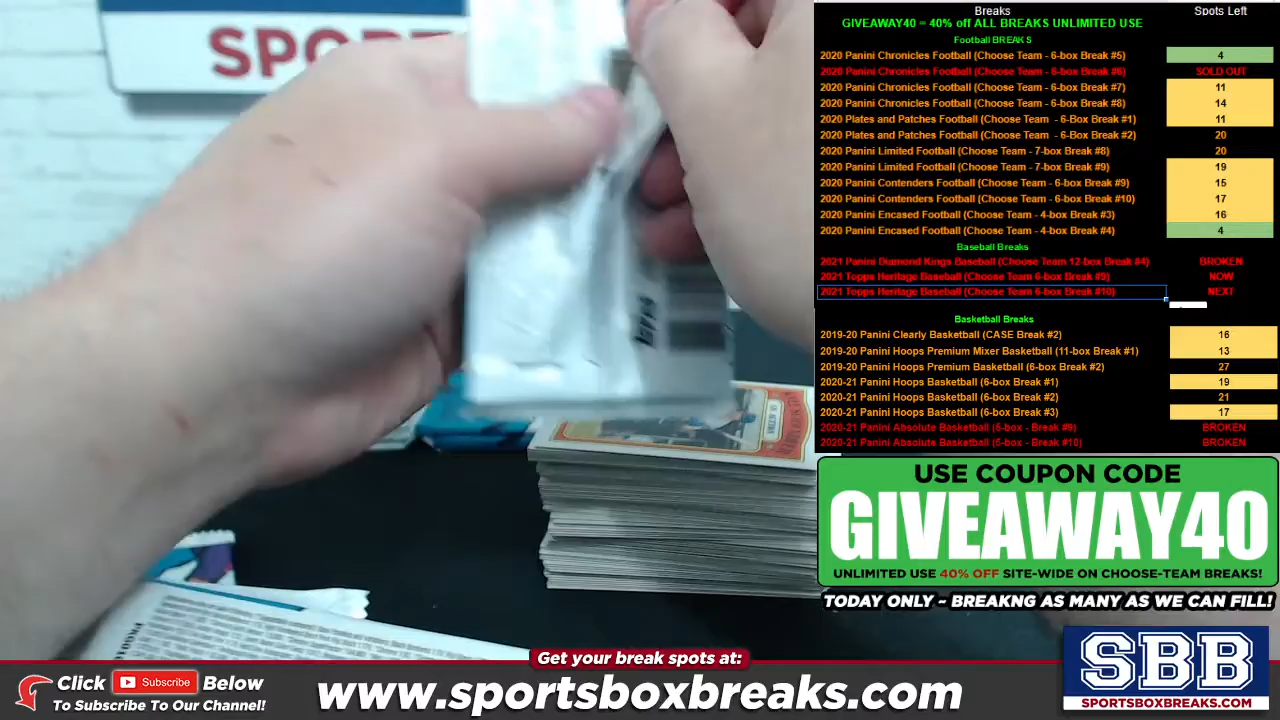 SPORT
Breaks Spots Left
GIVEAWAY40 = 40% off ALL BREAKS UNLIMITED USE
Football BREAKS
2020 Panini Chronicles Football (Choose Team - 6-box Break #5) 4
2020 Panini Chronicles Football (Choose Team - 6-box Break #6) SOLD OUT
2020 Panini Chronicles Football (Choose Team - 6-box Break #7) 11
2020 Panini Chronicles Football (Choose Team - 6-box Break #8) 14
2020 Plates and Patches Football (Choose Team - 6-Box Break #1) 11
2020 Plates and Patches Football (Choose Team - 6-Box Break #2) 20
2020 Panini Limited Football (Choose Team - 7-box Break #8) 20
2020 Panini Limited Football (Choose Team - 7-box Break #9) 19
2020 Panini Contenders Football (Choose Team - 6-box Break #9) 15
2020 Panini Contenders Football (Choose Team - 6-box Break #10) 17
2020 Panini Encased Football (Choose Team - 4-box Break #3) 16
2020 Panini Encased Football (Choose Team - 4-box Break #4) 4
Baseball Breaks
2021 Panini Diamond Kings Baseball (Choose Team 12-box Break #4) BROKEN
2021 Topps Heritage Baseball (Choose Team 6-box Break #9) NOW
2021 Topps Heritage Baseball (Choose Team 6-box Break #10) NEXT
Basketball Breaks
2019-20 Panini Clearly Basketball (CASE Break #2) 16
2019-20 Panini Hoops Premium Mixer Basketball (11-box Break #1) 13
2019-20 Panini Hoops Premium Basketball (6-box Break #2) 27
2020-21 Panini Hoops Basketball (6-box Break #1) 19
2020-21 Panini Hoops Basketball (6-box Break #2) 21
2020-21 Panini Hoops Basketball (6-box Break #3) 17
2020-21 Panini Absolute Basketball (5-box - Break #9) BROKEN
2020-21 Panini Absolute Basketball (5-box - Break #10) BROKEN
USE COUPON CODE
GIVEAWAY40
UNLIMITED USE 40% OFF SITE-WIDE ON CHOOSE-TEAM BREAKS!
TODAY ONLY ~ BREAKNG AS MANY AS WE CAN FILL!
Get your break spots at:
Click Subscribe Below
To Subscribe To Our Channel!
www.sportsboxbreaks.com
SBB
SPORTSBOXBREAKS.COM